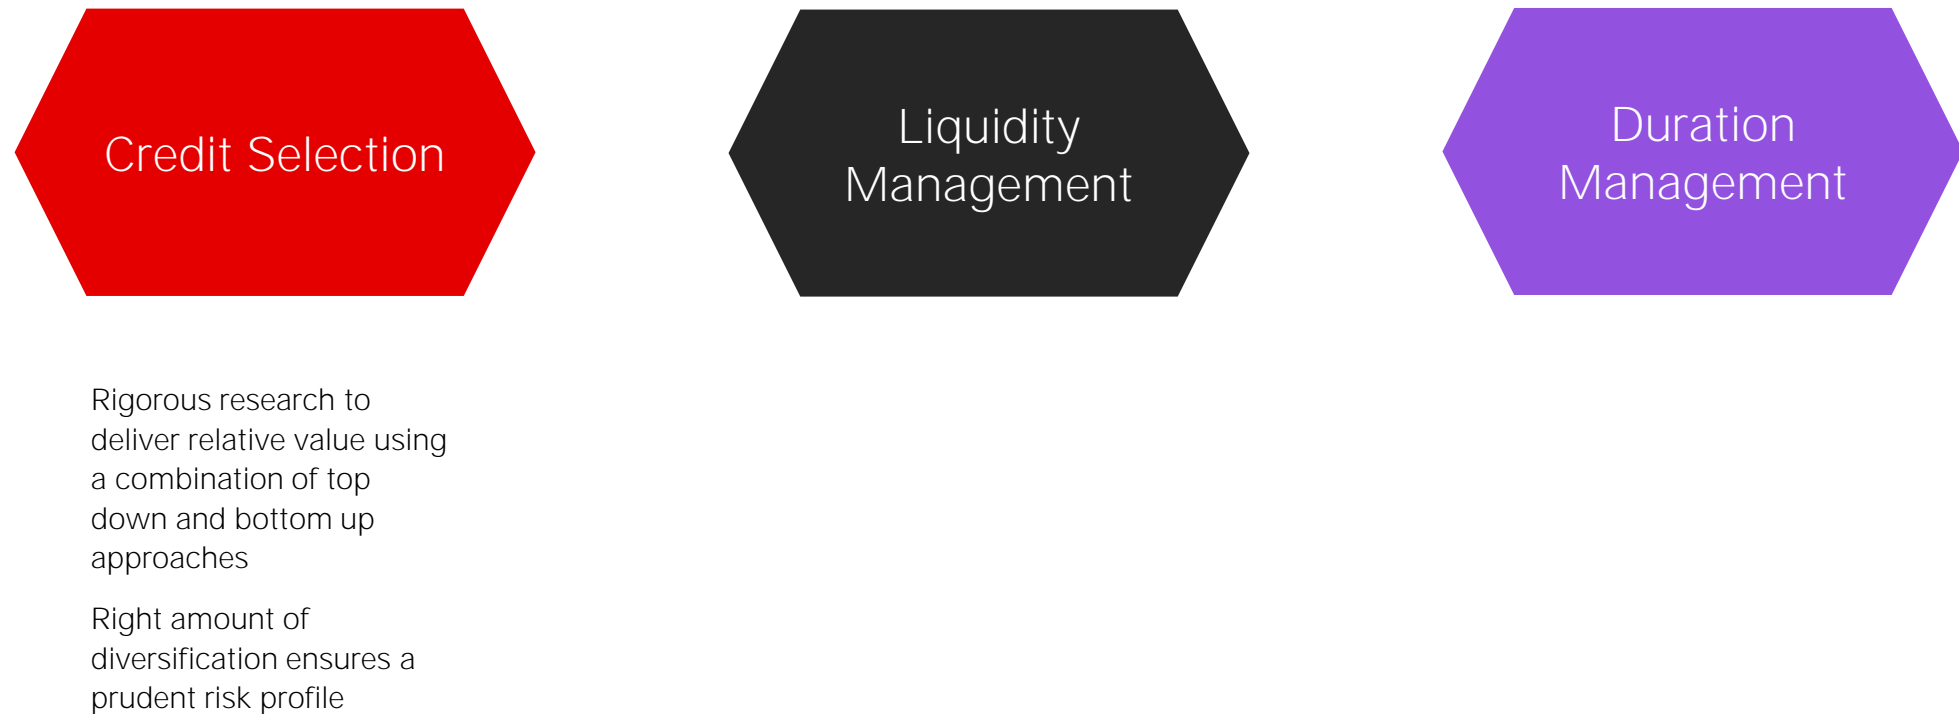 Credit Selection
Liquidity
Management
Duration
Management
Rigorous research to
deliver relative value using
a combination of top
down and bottom up
approaches
Right amount of
diversification ensures a
prudent risk profile